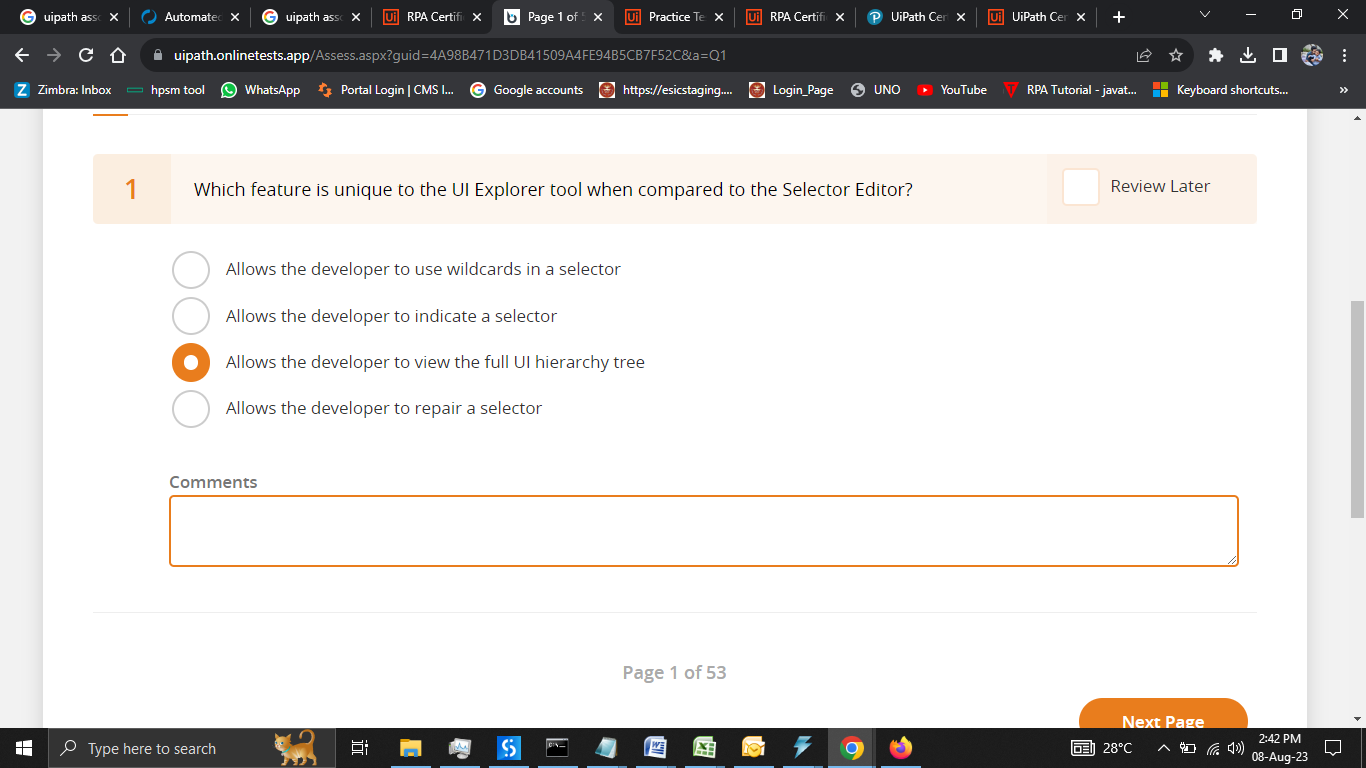 uipath asso
Automated
uipath asso
RPA Certifi
Page 1 of 5
Practice Te
RPA Certifi
UiPath Cer
UiPath Cer
uipath.onlinetests.app/Assess.aspx?guid=4A98B471D3DB41509A4FE94B5CB7F52C&a=Q1
Zimbra: Inbox
hpsm tool
WhatsApp
Portal Login | CMS I...
Google accounts
https://esicstaging....
Login_Page
UNO
YouTube
RPA Tutorial - javat...
Keyboard shortcuts...
»
1
Which feature is unique to the UI Explorer tool when compared to the Selector Editor?
Review Later
Allows the developer to use wildcards in a selector
Allows the developer to indicate a selector
Allows the developer to view the full UI hierarchy tree
Allows the developer to repair a selector
Comments
Page 1 of 53
Next Page
Type here to search
28°C
2:42 PM
08-Aug-23